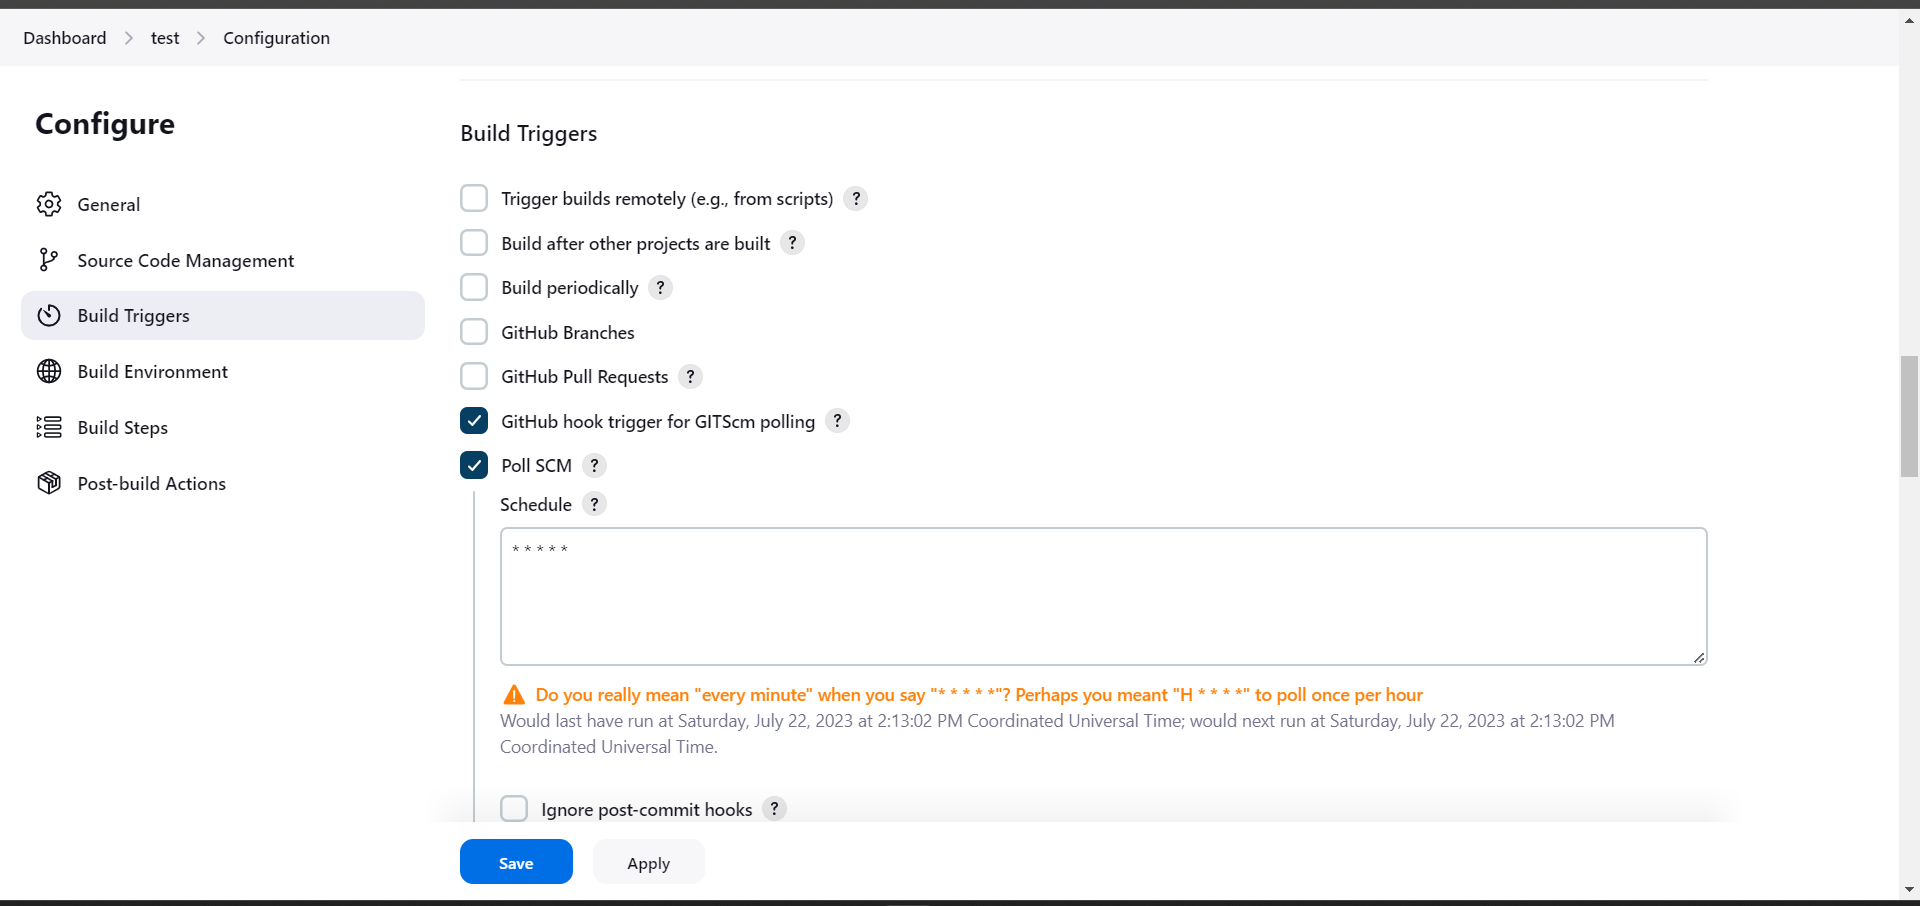 Dashboard > test > Configuration
Configure
General
Source Code Management
Build Triggers
Build Environment
Build Steps
Post-build Actions
Build Triggers
Trigger builds remotely (e.g., from scripts) ?
Build after other projects are built ?
Build periodically ?
GitHub Branches
GitHub Pull Requests ?
GitHub hook trigger for GITScm polling ?
Poll SCM ?
Schedule ?
* * * * *
Do you really mean "every minute" when you say "* * * * *"? Perhaps you meant "H * * * *" to poll once per hour
Would last have run at Saturday, July 22, 2023 at 2:13:02 PM Coordinated Universal Time; would next run at Saturday, July 22, 2023 at 2:13:02 PM
Coordinated Universal Time.
Ignore post-commit hooks ?
Save Apply